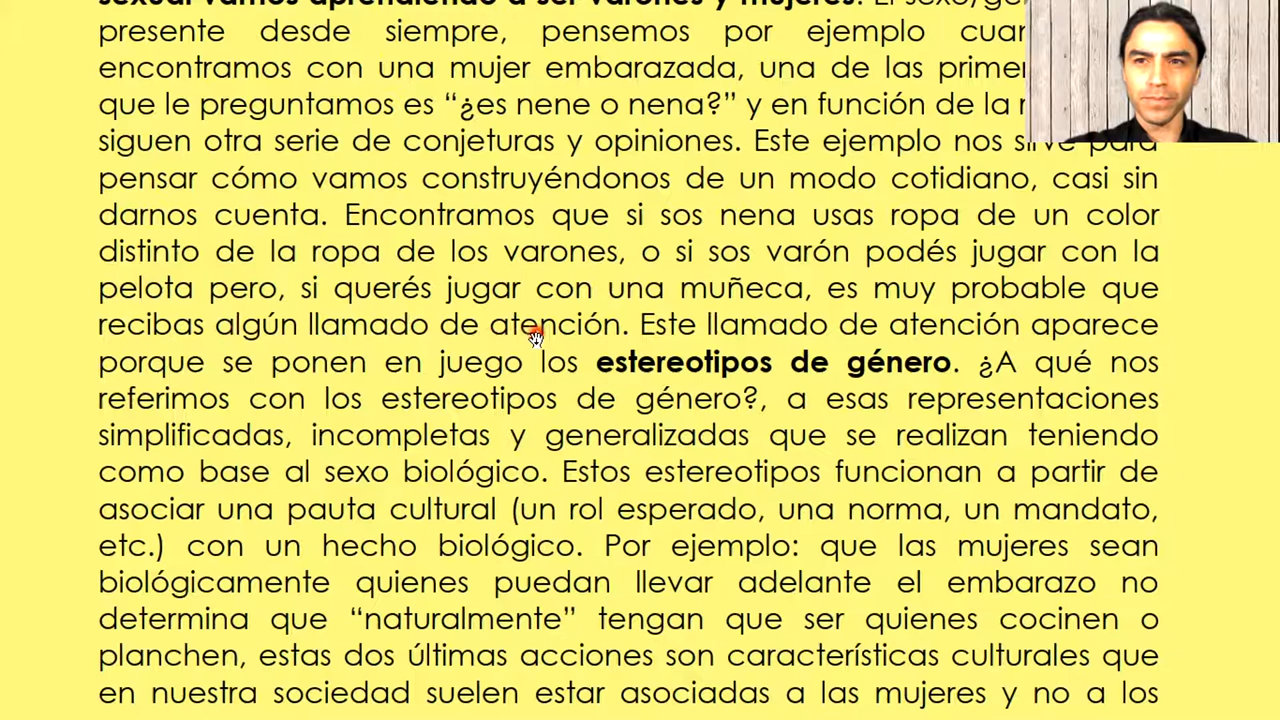 sexual vamos aprendiendo a ser varones y mujeres. El
presente desde siempre, pensemos por ejemplo
encontramos con una mujer embarazada, una de las
que le preguntamos es “¿es nene o nena?” y en función de la
siguen otra serie de conjeturas y opiniones. Este ejemplo nos sirve para
pensar cómo vamos construyéndonos de un modo cotidiano, casi sin
darnos cuenta. Encontramos que si sos nena usas ropa de un color
distinto de la ropa de los varones, o si sos varón podés jugar con la
pelota pero, si querés jugar con una muñeca, es muy probable que
recibas algún llamado de atención. Este llamado de atención aparece
porque se ponen en juego los estereotipos de género. ¿A qué nos
referimos con los estereotipos de género?, a esas representaciones
simplificadas, incompletas y generalizadas que se realizan teniendo
como base al sexo biológico. Estos estereotipos funcionan a partir de
asociar una pauta cultural (un rol esperado, una norma, un mandato,
etc.) con un hecho biológico. Por ejemplo: que las mujeres sean
biológicamente quienes puedan llevar adelante el embarazo no
determina que “naturalmente” tengan que ser quienes cocinen o
planchen, estas dos últimas acciones son características culturales que
en nuestra sociedad suelen estar asociadas a las mujeres y no a los